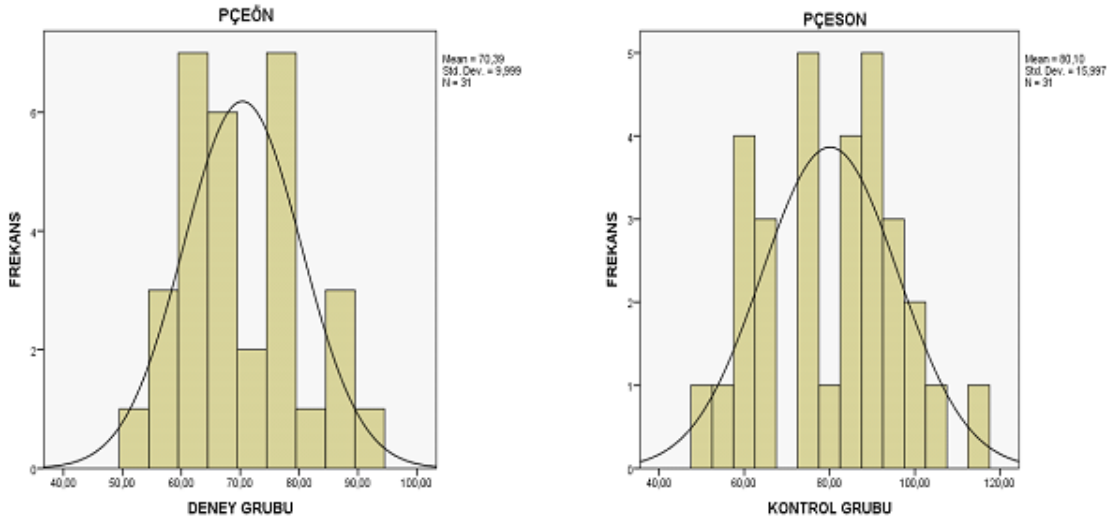 PÇEÖN
Mean = 70,39
Std. Dev. = 9,999
N = 31
FREKANS
6
4
2
0
40,00 50,00 60,00 70,00 80,00 90,00 100,00
DENEY GRUBU
PÇESON
Mean = 80,10
Std. Dev. = 15,997
N = 31
FREKANS
5
4
3
2
1
0
40,00 60,00 80,00 100,00 120,00
KONTROL GRUBU